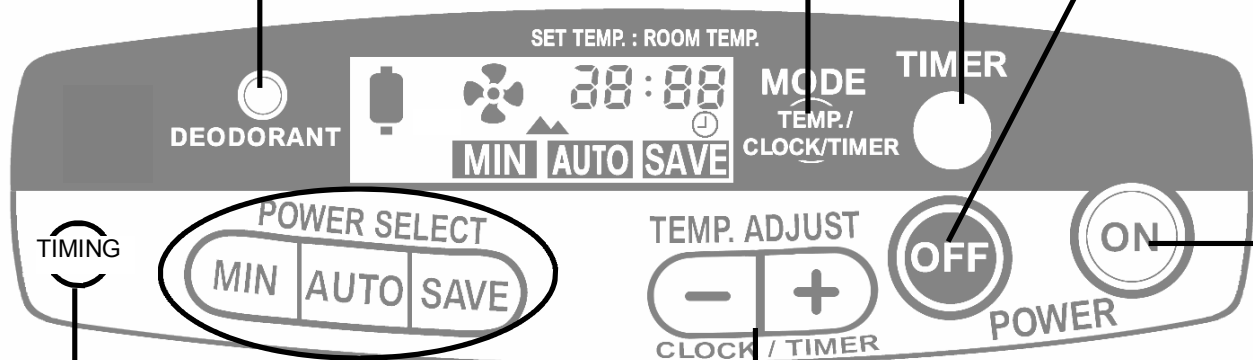 SET TEMP. : ROOM TEMP.
DEODORANT
28:88
MIN AUTO SAVE
MODE
TEMP./
CLOCK/TIMER
TIMER
TIMING
POWER SELECT
MIN AUTO SAVE
TEMP. ADJUST
− +
CLOCK / TIMER
OFF
ON
POWER